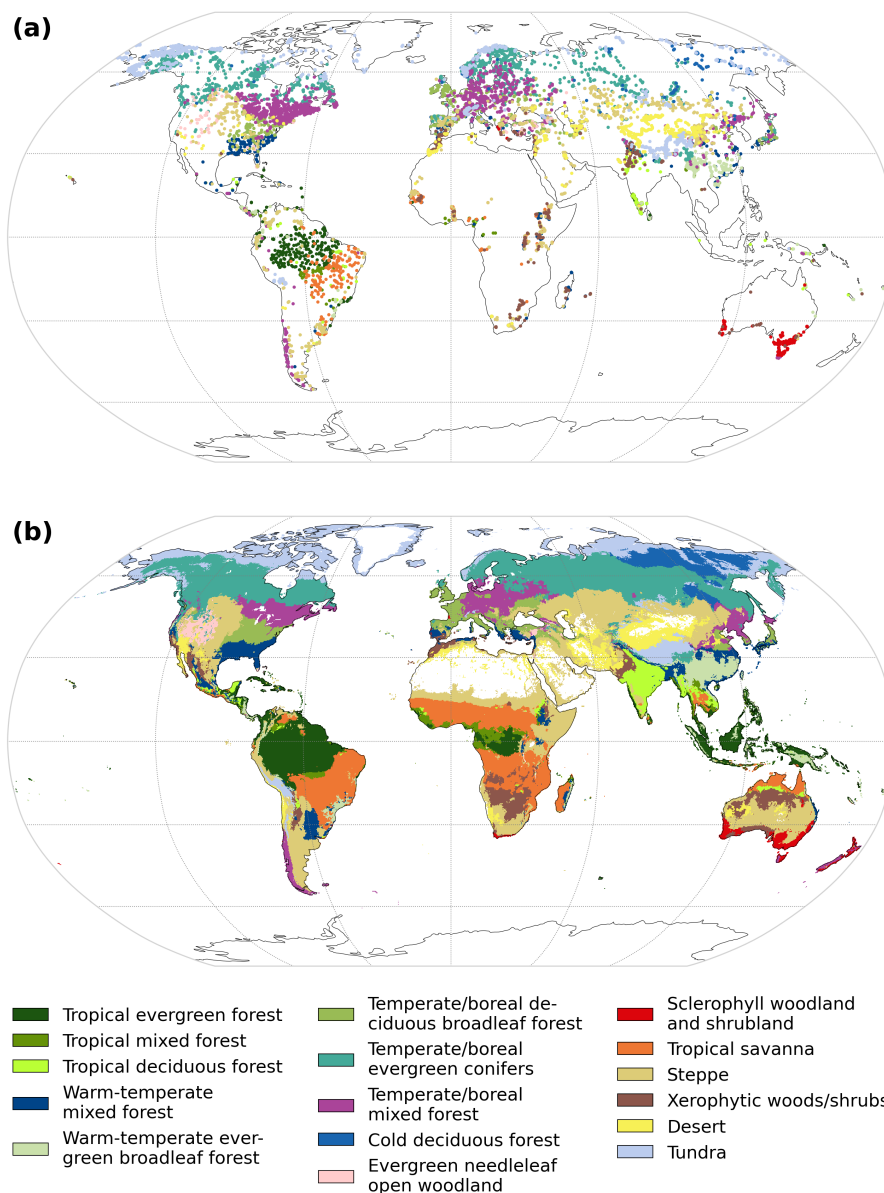 (a)
(b)
Tropical evergreen forest
Tropical mixed forest
Tropical deciduous forest
Warm-temperate
mixed forest
Warm-temperate ever-
green broadleaf forest
Temperate/boreal de-
ciduous broadleaf forest
Temperate/boreal
evergreen conifers
Temperate/boreal
mixed forest
Cold deciduous forest
Evergreen needleleaf
open woodland
Sclerophyll woodland
and shrubland
Tropical savanna
Steppe
Xerophytic woods/shrubs
Desert
Tundra